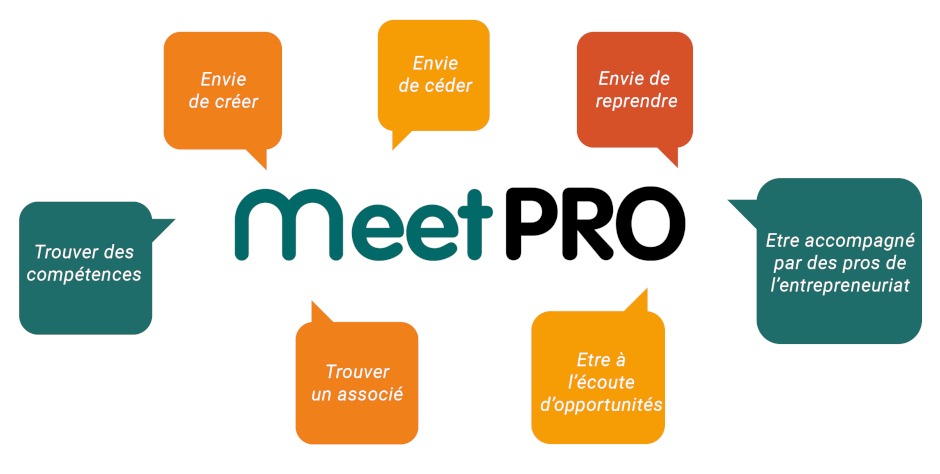 Envie
de créer
Envie
de céder
Envie de
reprendre
Trouver des
compétences
meetPRO
Etre accompagné
par des pros de
l’entrepreneuriat
Trouver
un associé
Etre à
l’écoute
d’opportunités